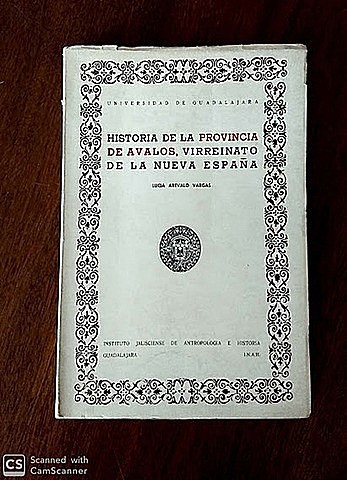 UNIVERSIDAD DE GUADALAJARA
HISTORIA DE LA PROVINCIA
DE AVALOS, VIRREINATO
DE LA NUEVA ESPAÑA
LUCIA AREVALO VARGAS
INSTITUTO JALISCIENSE DE ANTROPOLOGIA E HISTORIA
GUADALAJARA I.N.A.H.
CS Scanned with
CamScanner